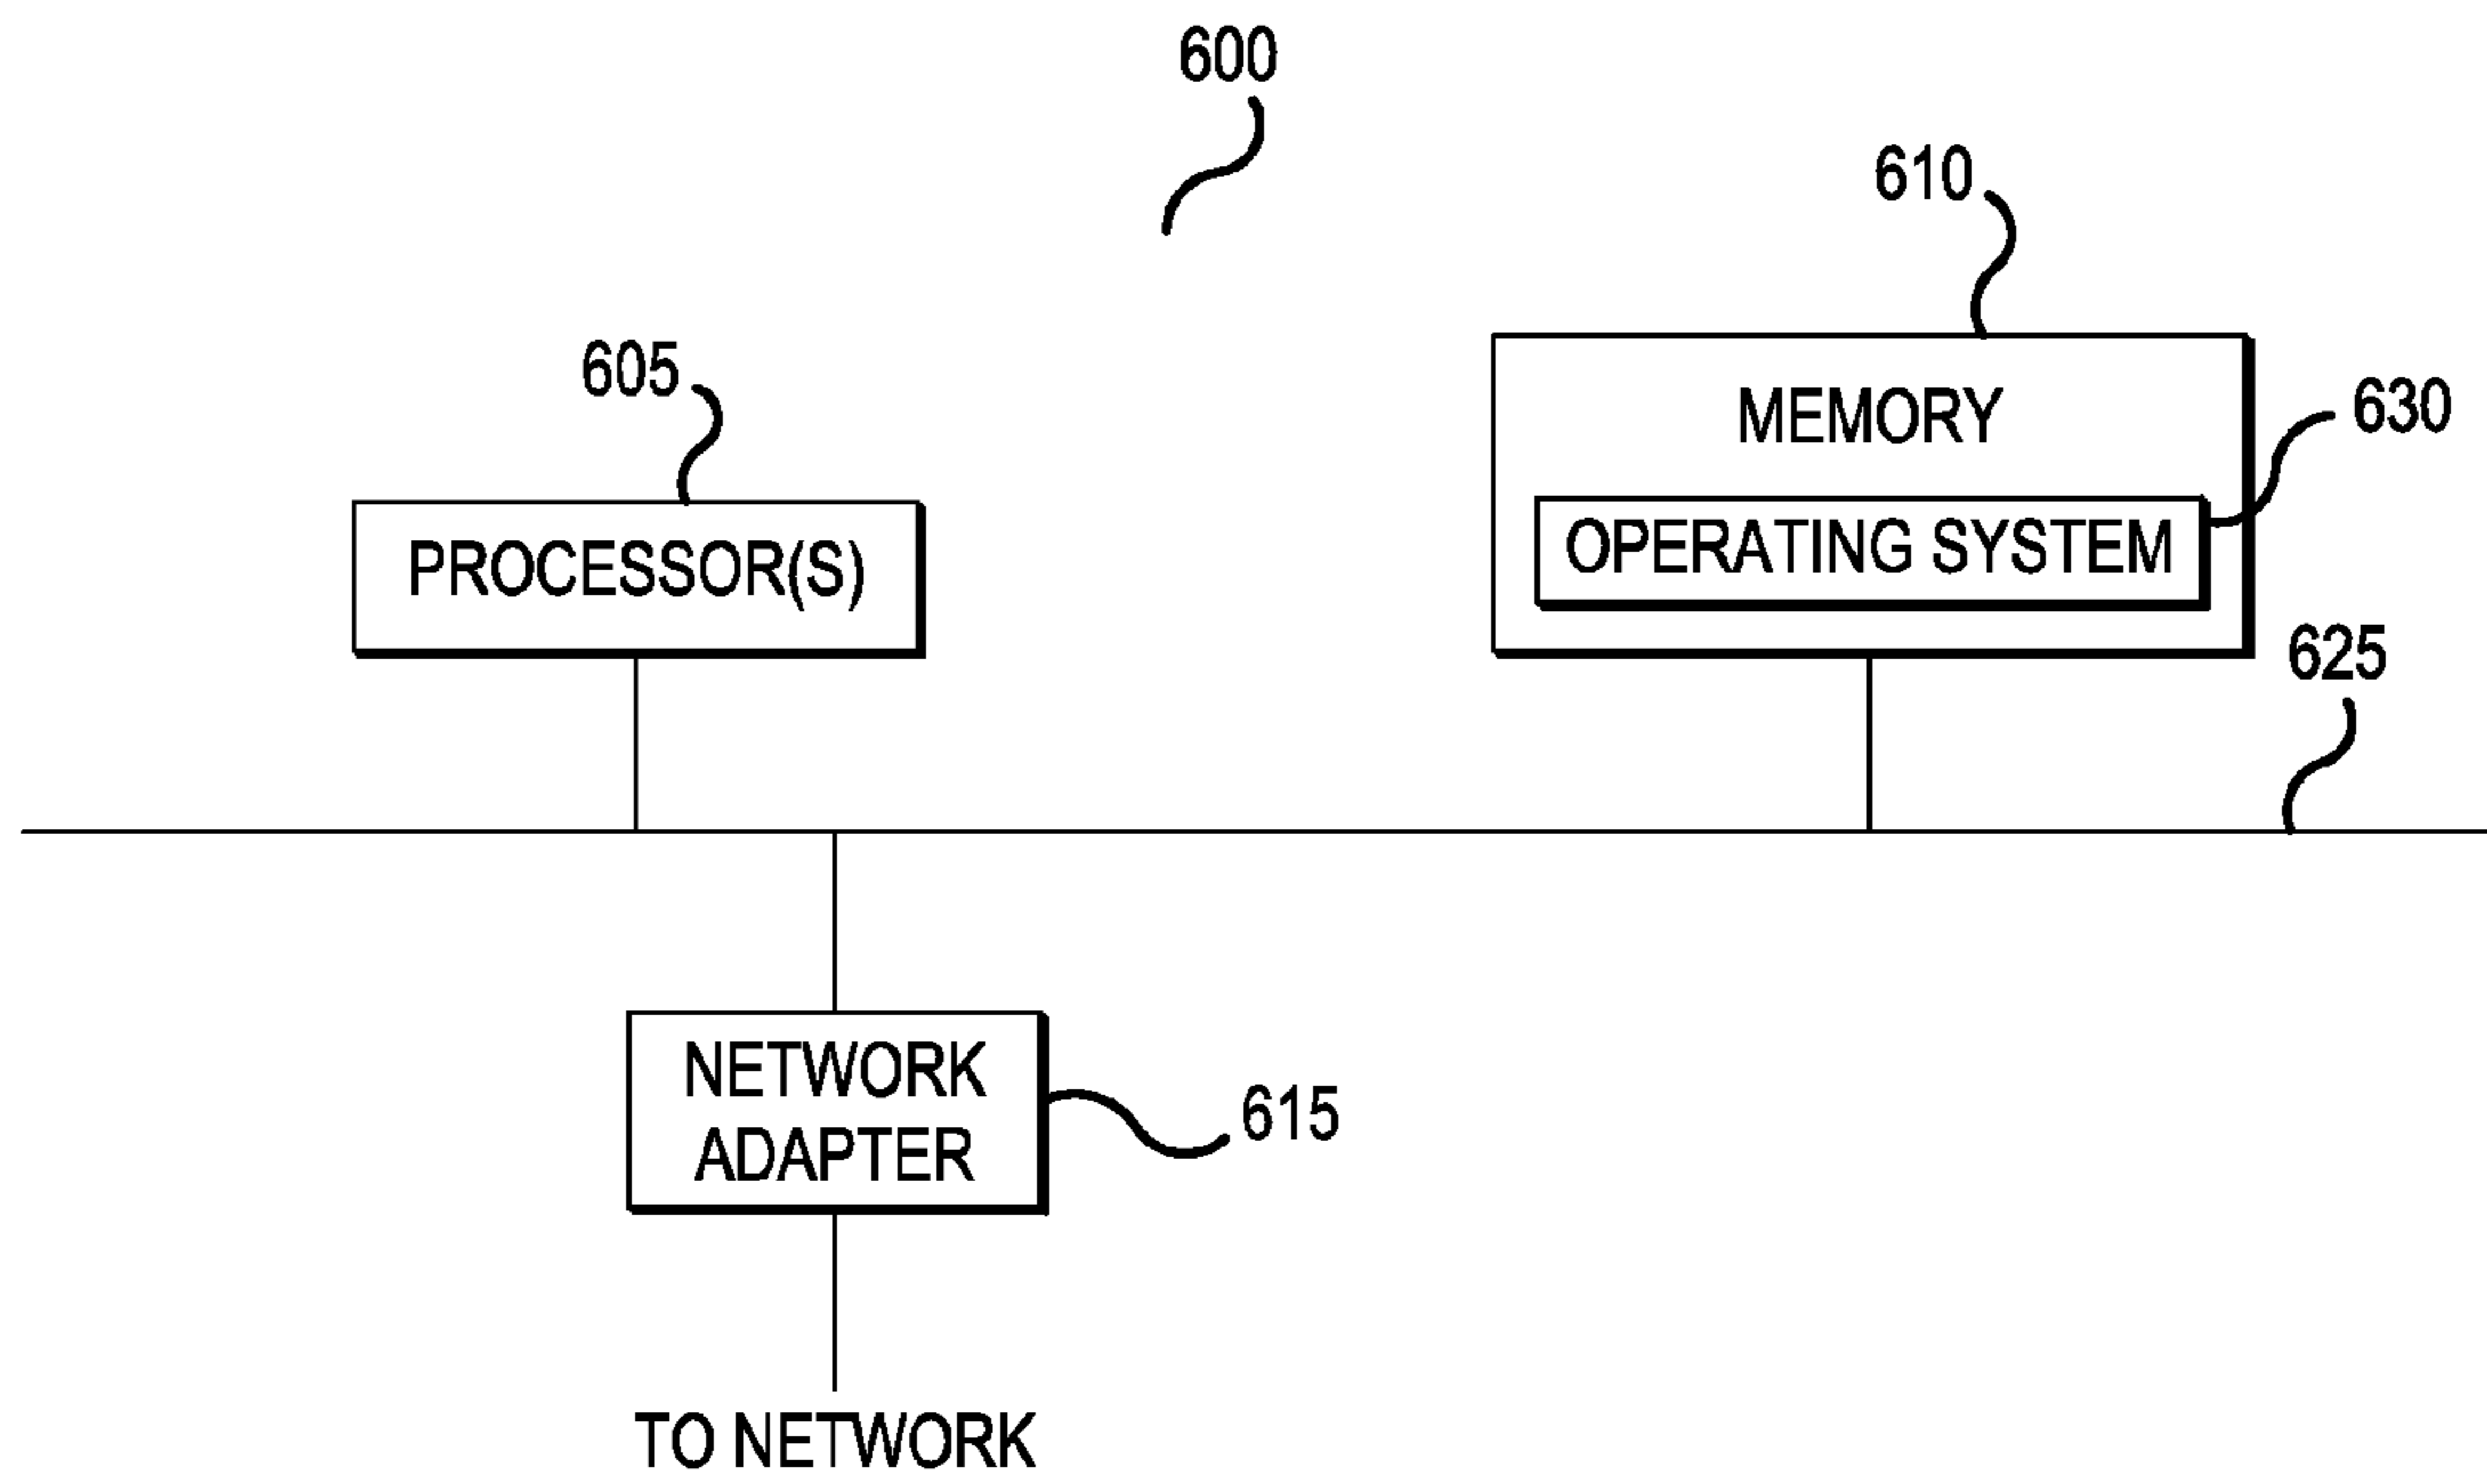 600
610
605
MEMORY
630
PROCESSOR(S)
OPERATING SYSTEM
625
NETWORK
ADAPTER
615
TO NETWORK